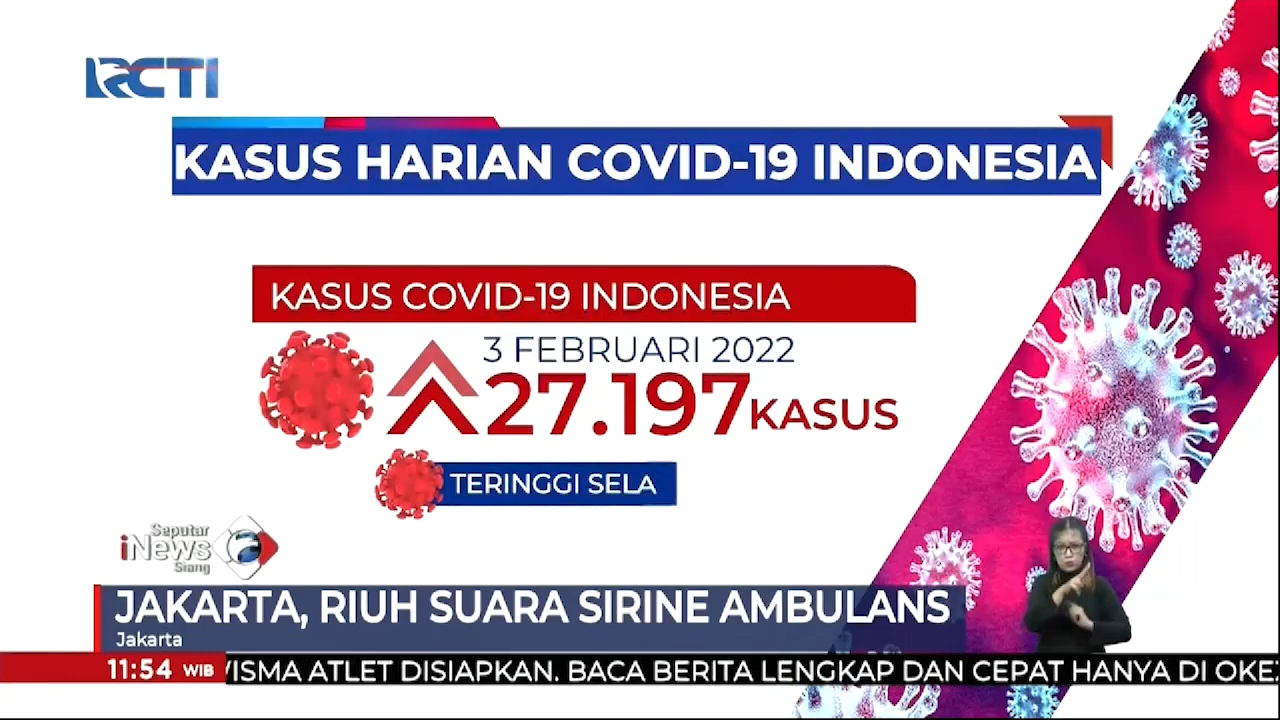 RCTI
KASUS HARIAN COVID-19 INDONESIA
KASUS COVID-19 INDONESIA
3 FEBRUARI 2022
27.197 KASUS
TERINGGI SELA
Seputar
iNews
Siang
JAKARTA, RIUH SUARA SIRINE AMBULANS
Jakarta
11:54 WIB VISMA ATLET DISIAPKAN. BACA BERITA LENGKAP DAN CEPAT HANYA DI OKEZ